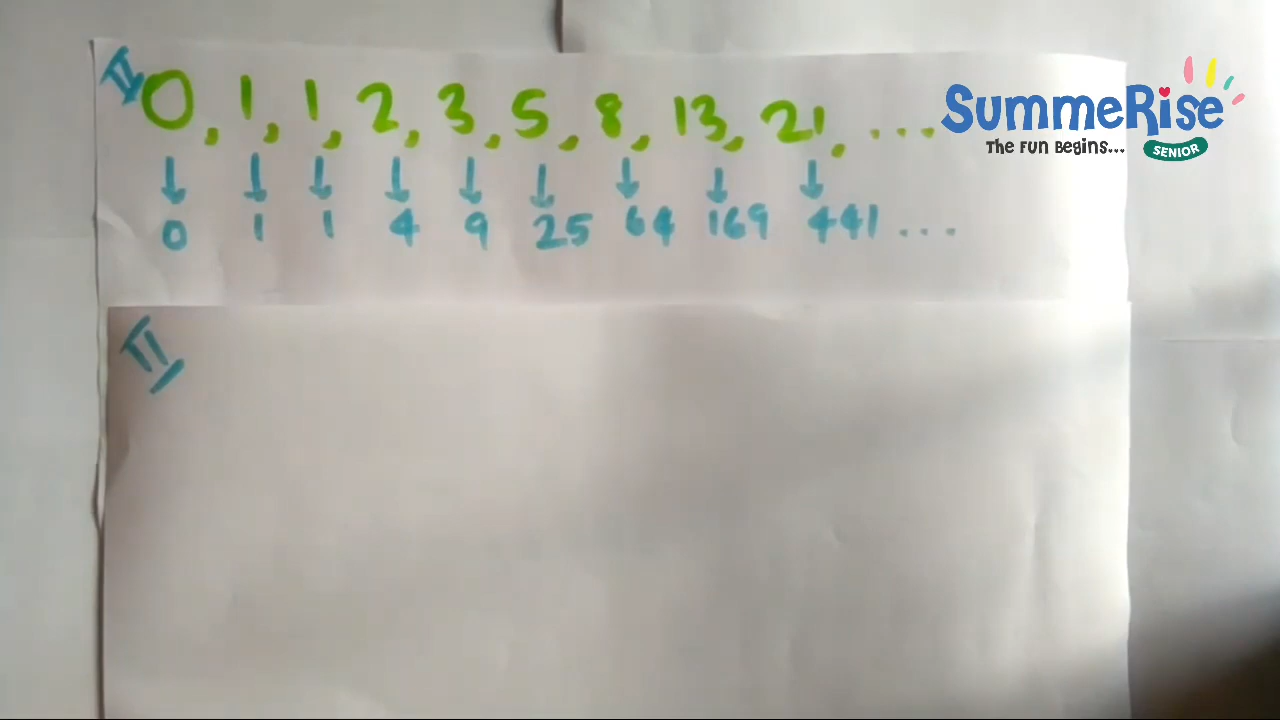 II 0, 1, 1, 2, 3, 5, 8, 13, 21, ...
↓ ↓ ↓ ↓ ↓ ↓ ↓ ↓ ↓
0 1 1 4 9 25 64 169 441 ...
II
SummeRise
The Fun Begins...
SENIOR